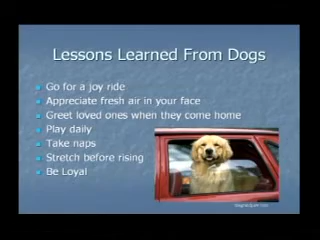 Lessons Learned From Dogs
Go for a joy ride
Appreciate fresh air in your face
Greet loved ones when they come home
Play daily
Take naps
Stretch before rising
Be Loyal